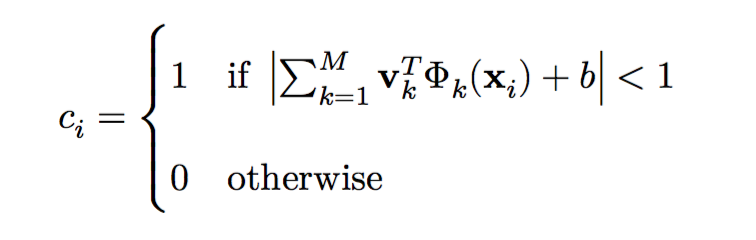 c_i = { 1 if |∑_{k=1}^{M} 𝐯_k^T Φ_k(𝐱_i) + b| < 1
0 otherwise